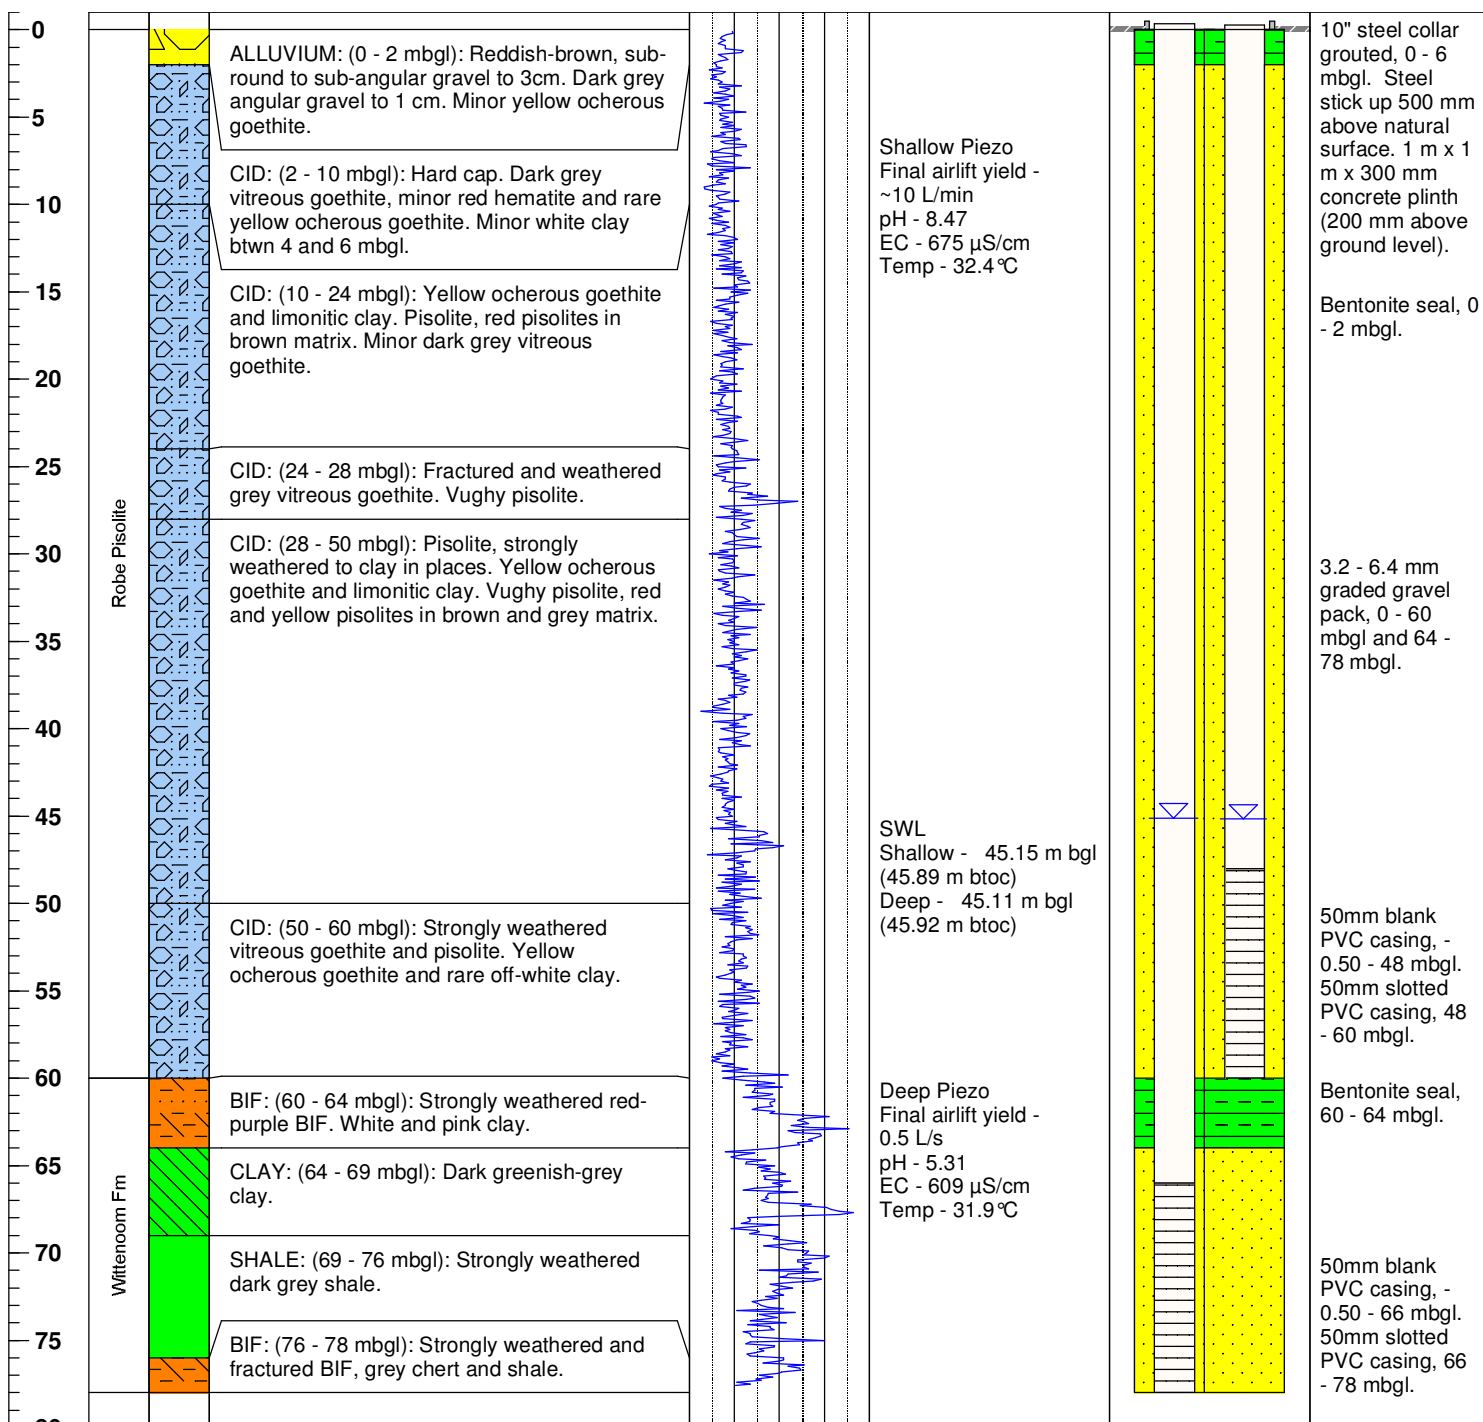 0
5
10
15
20
25
30
35
40
45
50
55
60
65
70
75
Robe Pisolite
Wittenoom Fm
ALLUVIUM: (0 - 2 mbgl): Reddish-brown, sub-
round to sub-angular gravel to 3cm. Dark grey
angular gravel to 1 cm. Minor yellow ocherous
goethite.
CID: (2 - 10 mbgl): Hard cap. Dark grey
vitreous goethite, minor red hematite and rare
yellow ocherous goethite. Minor white clay
btwn 4 and 6 mbgl.
CID: (10 - 24 mbgl): Yellow ocherous goethite
and limonitic clay. Pisolite, red pisolites in
brown matrix. Minor dark grey vitreous
goethite.
CID: (24 - 28 mbgl): Fractured and weathered
grey vitreous goethite. Vughy pisolite.
CID: (28 - 50 mbgl): Pisolite, strongly
weathered to clay in places. Yellow ocherous
goethite and limonitic clay. Vughy pisolite, red
and yellow pisolites in brown and grey matrix.
CID: (50 - 60 mbgl): Strongly weathered
vitreous goethite and pisolite. Yellow
ocherous goethite and rare off-white clay.
BIF: (60 - 64 mbgl): Strongly weathered red-
purple BIF. White and pink clay.
CLAY: (64 - 69 mbgl): Dark greenish-grey
clay.
SHALE: (69 - 76 mbgl): Strongly weathered
dark grey shale.
BIF: (76 - 78 mbgl): Strongly weathered and
fractured BIF, grey chert and shale.
Shallow Piezo
Final airlift yield -
~10 L/min
pH - 8.47
EC - 675 µS/cm
Temp - 32.4°C
SWL
Shallow - 45.15 m bgl
(45.89 m btoc)
Deep - 45.11 m bgl
(45.92 m btoc)
Deep Piezo
Final airlift yield -
0.5 L/s
pH - 5.31
EC - 609 µS/cm
Temp - 31.9°C
10" steel collar
grouted, 0 - 6
mbgl. Steel
stick up 500 mm
above natural
surface. 1 m x 1
m x 300 mm
concrete plinth
(200 mm above
ground level).
Bentonite seal, 0
- 2 mbgl.
3.2 - 6.4 mm
graded gravel
pack, 0 - 60
mbgl and 64 -
78 mbgl.
50mm blank
PVC casing, -
0.50 - 48 mbgl.
50mm slotted
PVC casing, 48
- 60 mbgl.
Bentonite seal,
60 - 64 mbgl.
50mm blank
PVC casing, -
0.50 - 66 mbgl.
50mm slotted
PVC casing, 66
- 78 mbgl.